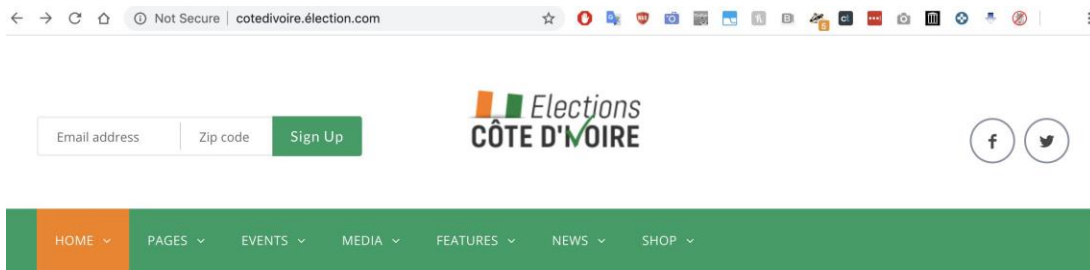 Not Secure | cotedivoire.élection.com
Elections
CÔTE D'IVOIRE
Email address
Zip code
Sign Up
HOME
PAGES
EVENTS
MEDIA
FEATURES
NEWS
SHOP